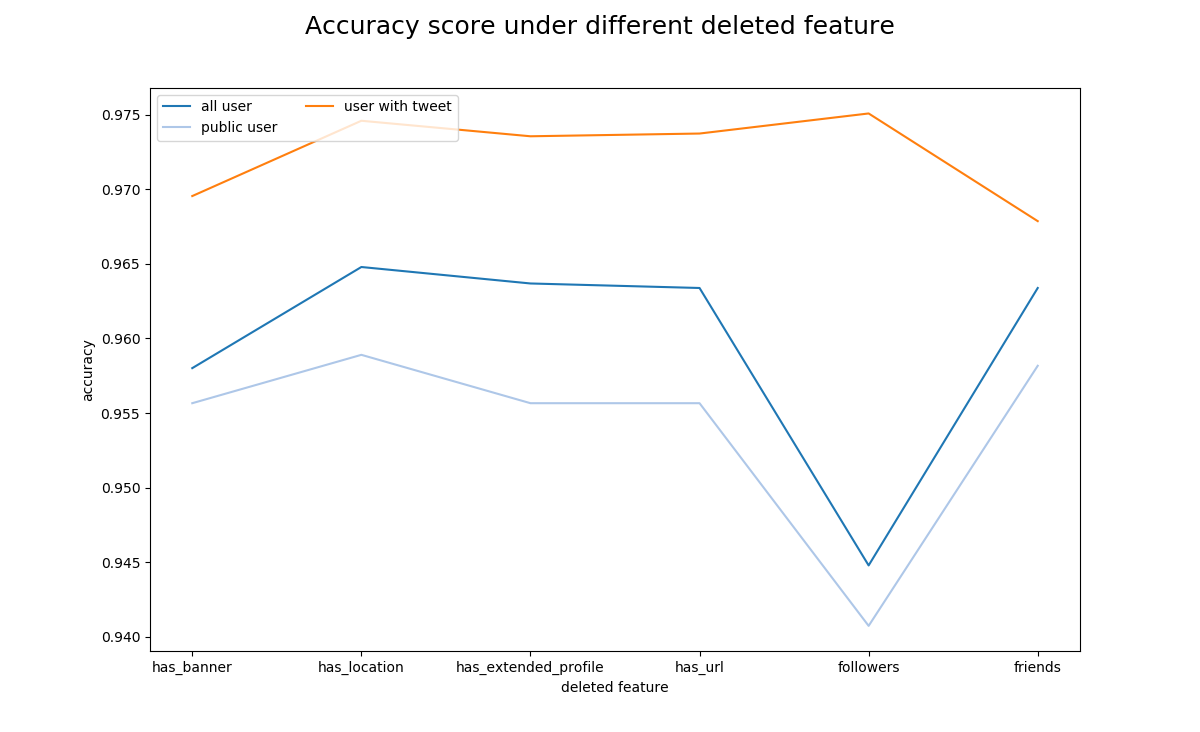 Accuracy score under different deleted feature
all user
public user
user with tweet
accuracy
0.975
0.970
0.965
0.960
0.955
0.950
0.945
0.940
has_banner has_location has_extended_profile has_url followers friends
deleted feature